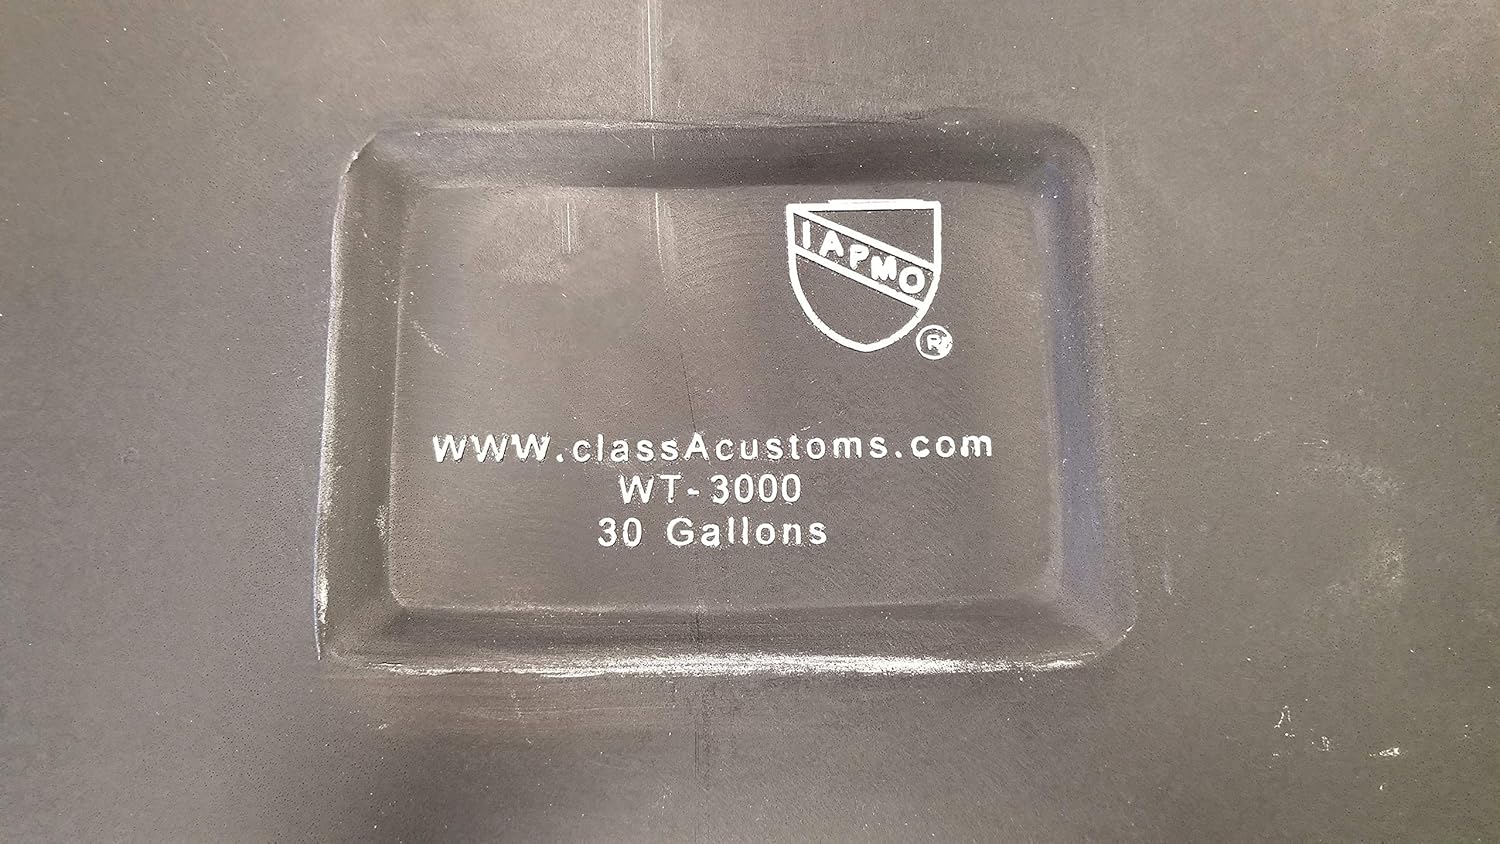 IAPMO
®
WWW.classAcustoms.com
WT-3000
30 Gallons